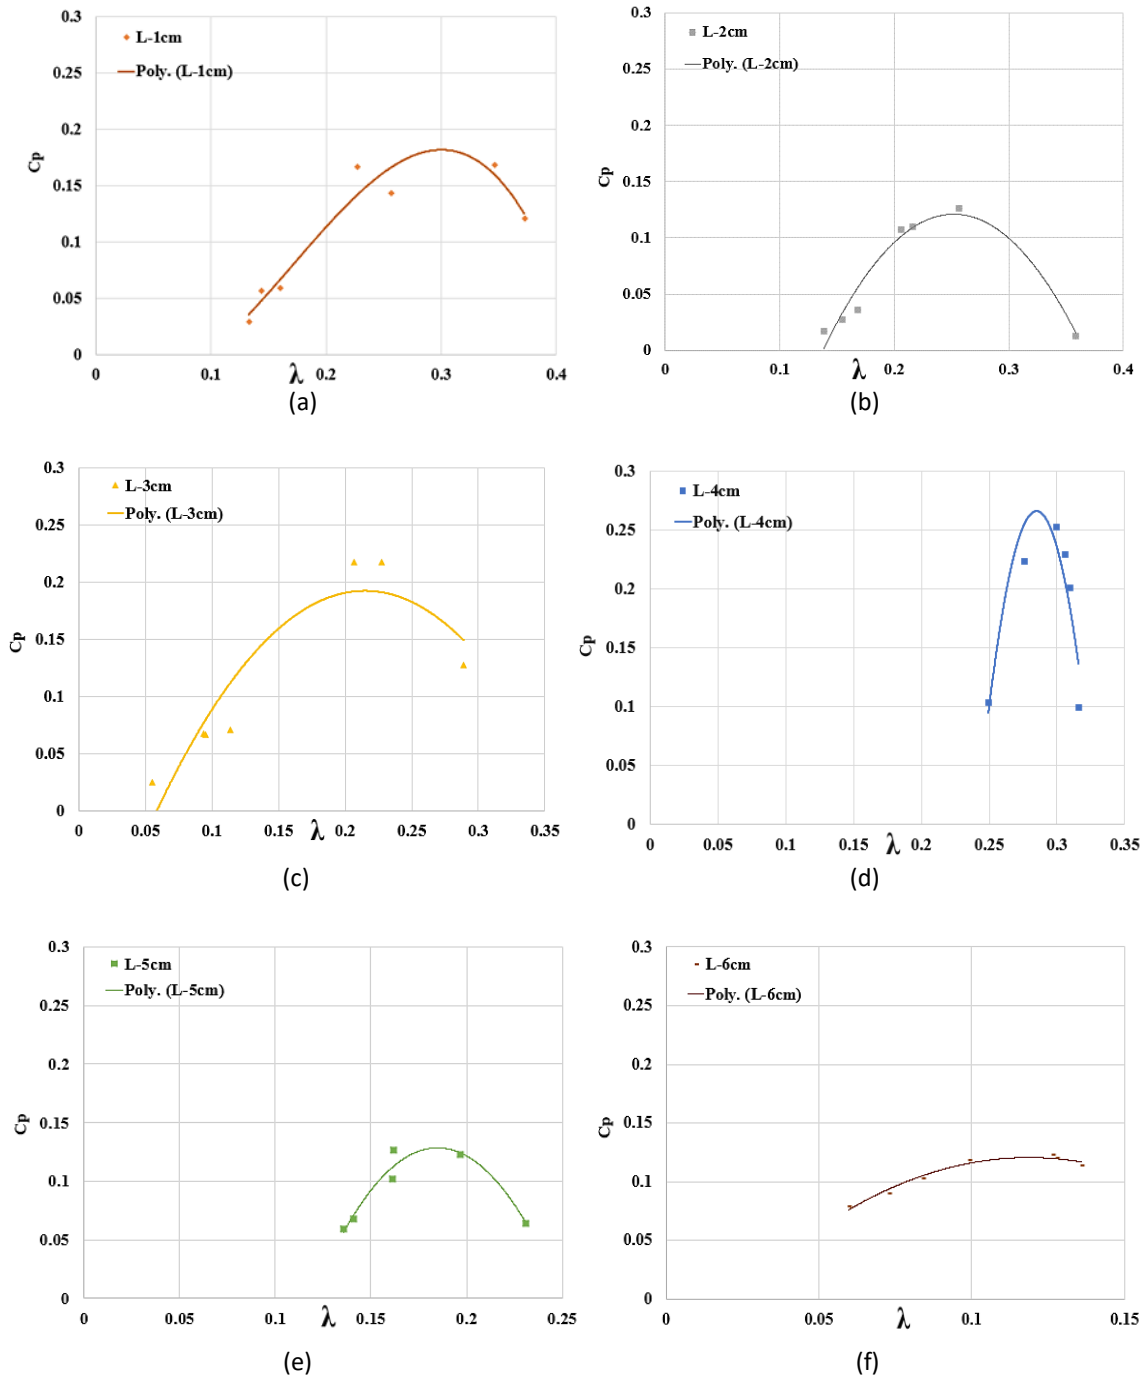 0.3
L-1cm
0.25
Poly. (L-1cm)
0.2
Cp
0.15
0.1
0.05
0
0 0.1 λ 0.2 0.3 0.4
(a)
0.3
L-2cm
0.25
Poly. (L-2cm)
0.2
Cp
0.15
0.1
0.05
0
0 0.1 λ 0.2 0.3 0.4
(b)
0.3
L-3cm
0.25
Poly. (L-3cm)
0.2
Cp
0.15
0.1
0.05
0
0 0.05 0.1 0.15 λ 0.2 0.25 0.3 0.35
(c)
0.3
L-4cm
0.25
Poly. (L-4cm)
0.2
Cp
0.15
0.1
0.05
0
0 0.05 0.1 0.15 λ 0.2 0.25 0.3 0.35
(d)
0.3
L-5cm
0.25
Poly. (L-5cm)
0.2
Cp
0.15
0.1
0.05
0
0 0.05 0.1 λ 0.15 0.2 0.25
(e)
0.3
L-6cm
0.25
Poly. (L-6cm)
0.2
Cp
0.15
0.1
0.05
0
0 0.05 λ 0.1 0.15
(f)